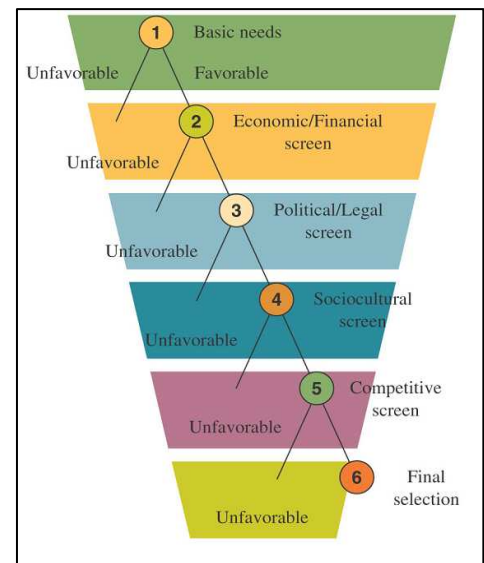 1 Basic needs
Unfavorable Favorable
2 Economic/Financial
screen
Unfavorable
3 Political/Legal
screen
Unfavorable
4 Sociocultural
screen
Unfavorable
5 Competitive
screen
Unfavorable
6 Final
selection
Unfavorable